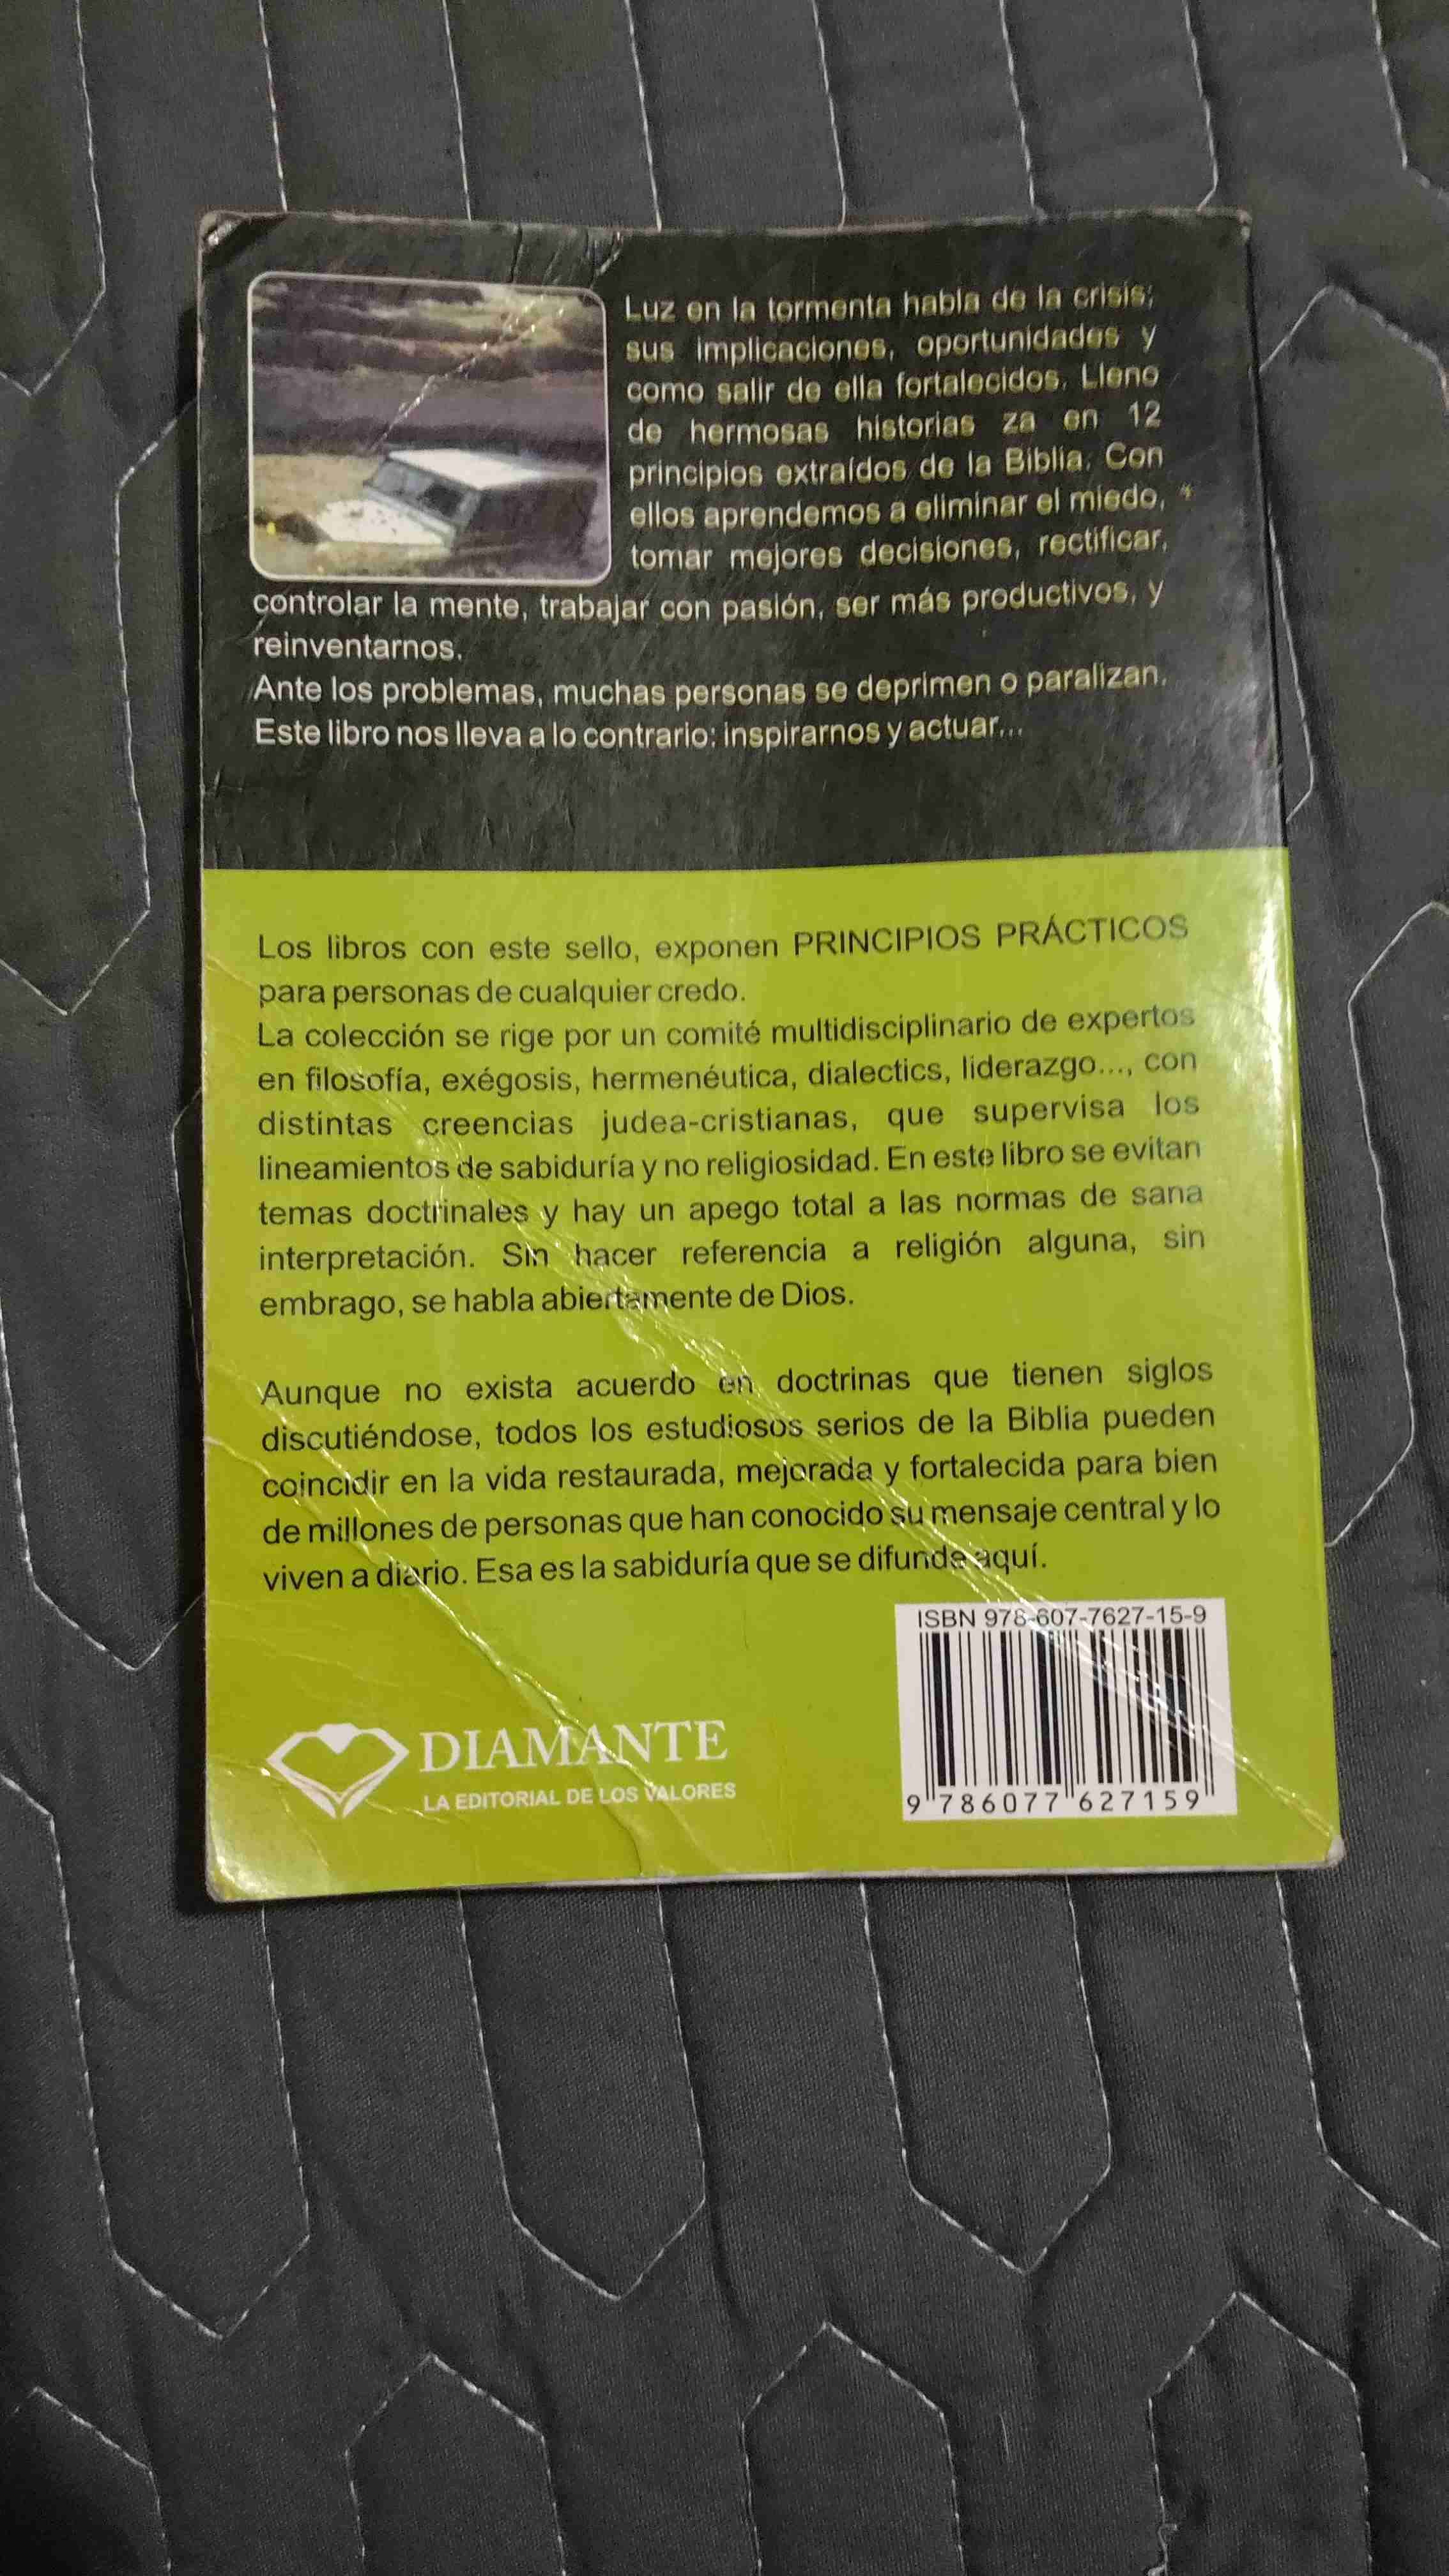 Luz en la tormenta habla de la crisis;
sus implicaciones, oportunidades y
como salir de ella fortalecidos. Lleno
de hermosas historias za en 12
principios extraídos de la Biblia. Con
ellos aprendemos a eliminar el miedo,
tomar mejores decisiones, rectificar,
controlar la mente, trabajar con pasión, ser más productivos, y
reinventarnos.
Ante los problemas, muchas personas se deprimen o paralizan.
Este libro nos lleva a lo contrario: inspirarnos y actuar...
Los libros con este sello, exponen PRINCIPIOS PRÁCTICOS
para personas de cualquier credo.
La colección se rige por un comité multidisciplinario de expertos
en filosofía, exégosis, hermenéutica, dialectics, liderazgo..., con
distintas creencias judea-cristianas, que supervisa los
lineamientos de sabiduría y no religiosidad. En este libro se evitan
temas doctrinales y hay un apego total a las normas de sana
interpretación. Sin hacer referencia a religión alguna, sin
embrago, se habla abiertamente de Dios.
Aunque no exista acuerdo en doctrinas que tienen siglos
discutiéndose, todos los estudiosos serios de la Biblia pueden
coincidir en la vida restaurada, mejorada y fortalecida para bien
de millones de personas que han conocido su mensaje central y lo
viven a diario. Esa es la sabiduría que se difunde aquí.
ISBN 978-607-7627-15-9
DIAMANTE
LA EDITORIAL DE LOS VALORES
9 786077 627159